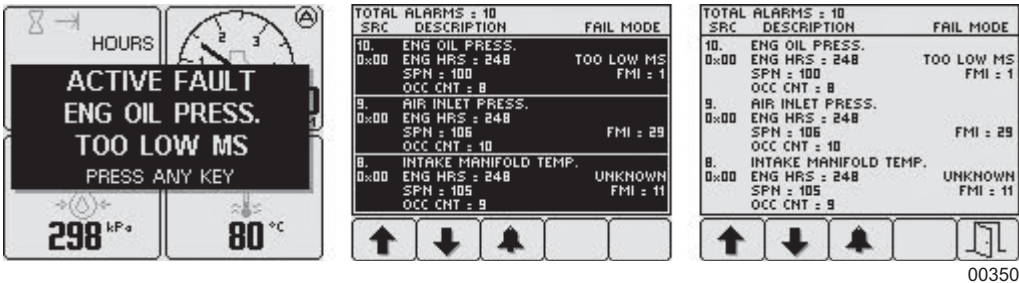 HOURS
2 3
1
ACTIVE FAULT
ENG OIL PRESS.
TOO LOW MS
PRESS ANY KEY
298 kPa
80 °C
TOTAL ALARMS : 10
SRC DESCRIPTION FAIL MODE
10. ENG OIL PRESS.
0x00 ENG HRS : 248 TOO LOW MS
SPN : 100 FMI : 1
OCC CNT : 8
9. AIR INLET PRESS.
0x00 ENG HRS : 248
SPN : 106 FMI : 29
OCC CNT : 10
8. INTAKE MANIFOLD TEMP.
0x00 ENG HRS : 248 UNKNOWN
SPN : 105 FMI : 11
OCC CNT : 9
TOTAL ALARMS : 10
SRC DESCRIPTION FAIL MODE
10. ENG OIL PRESS.
0x00 ENG HRS : 248 TOO LOW MS
SPN : 100 FMI : 1
OCC CNT : 8
9. AIR INLET PRESS.
0x00 ENG HRS : 248
SPN : 106 FMI : 29
OCC CNT : 10
8. INTAKE MANIFOLD TEMP.
0x00 ENG HRS : 248 UNKNOWN
SPN : 105 FMI : 11
OCC CNT : 9
00350